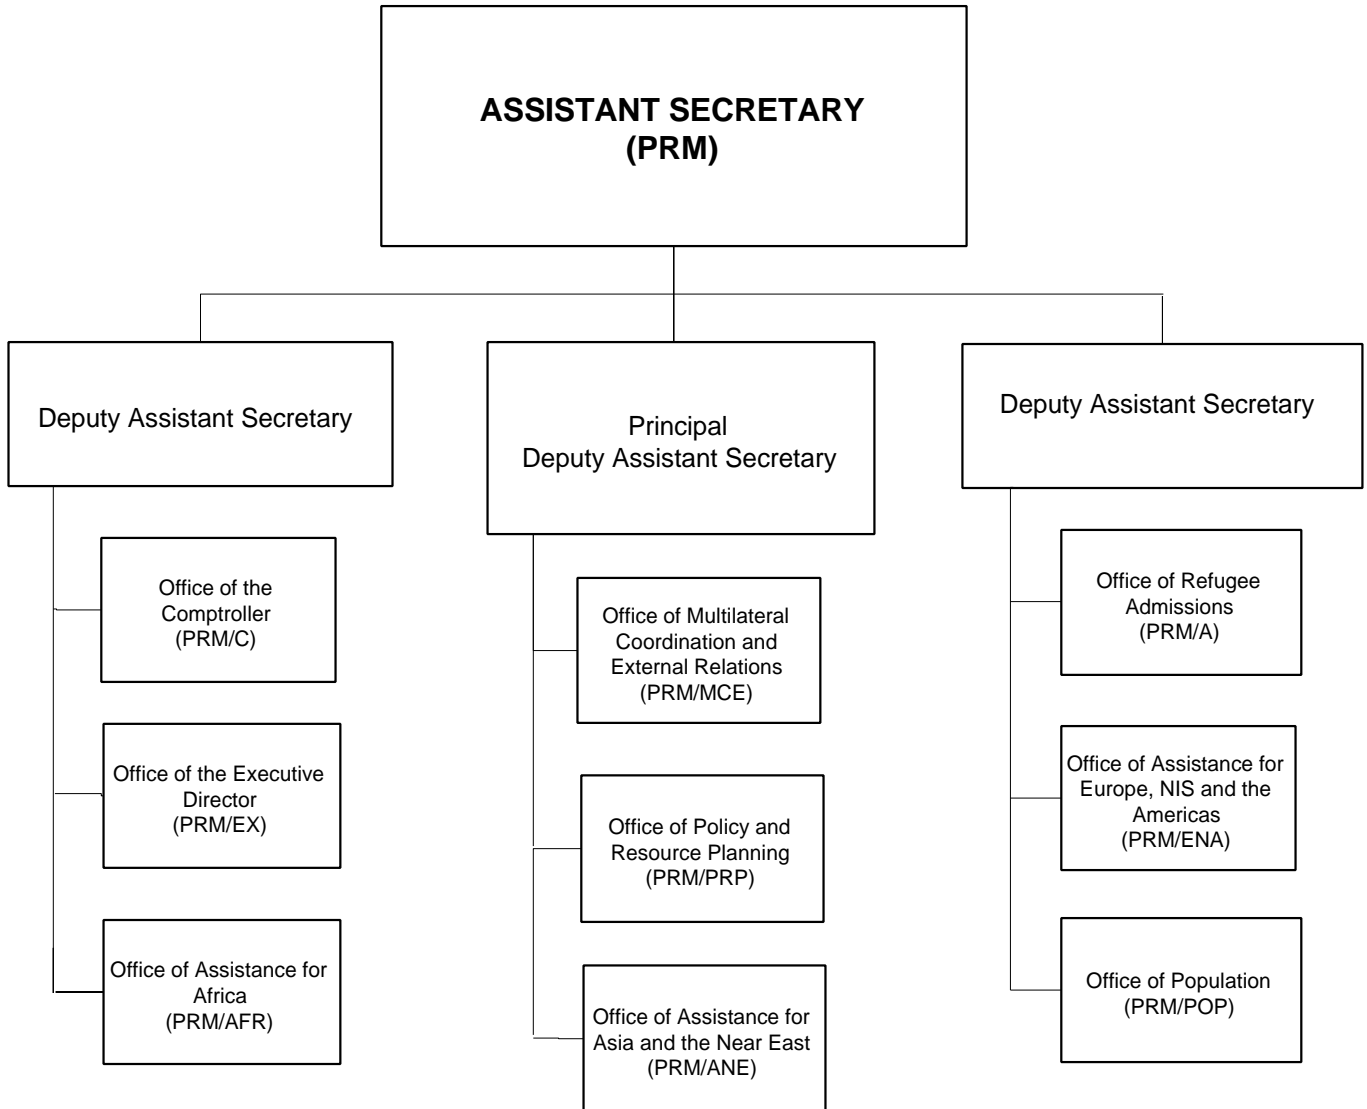 ASSISTANT SECRETARY
(PRM)
Deputy Assistant Secretary
Principal
Deputy Assistant Secretary
Deputy Assistant Secretary
Office of the
Comptroller
(PRM/C)
Office of the Executive
Director
(PRM/EX)
Office of Assistance for
Africa
(PRM/AFR)
Office of Multilateral
Coordination and
External Relations
(PRM/MCE)
Office of Policy and
Resource Planning
(PRM/PRP)
Office of Assistance for
Asia and the Near East
(PRM/ANE)
Office of Refugee
Admissions
(PRM/A)
Office of Assistance for
Europe, NIS and the
Americas
(PRM/ENA)
Office of Population
(PRM/POP)